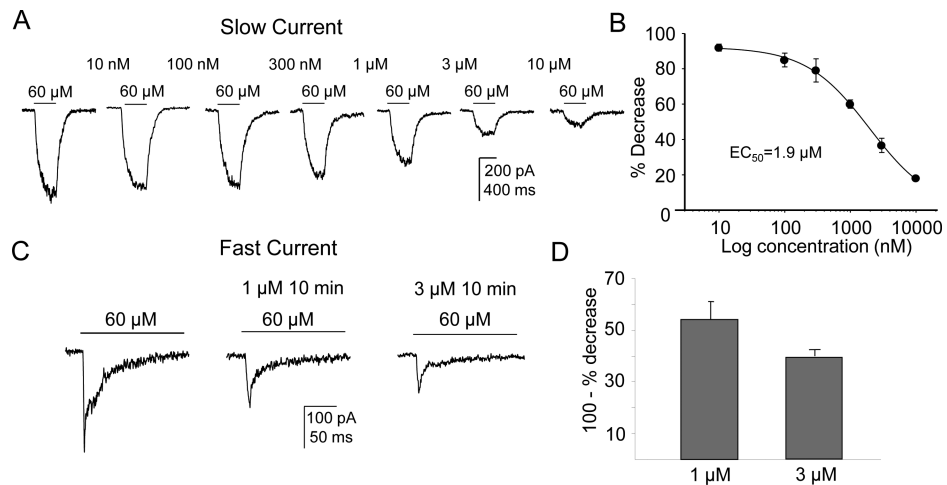 A
Slow Current
10 nM 100 nM 300 nM 1 µM 3 µM 10 µM
60 µM 60 µM 60 µM 60 µM 60 µM 60 µM 60 µM
200 pA
400 ms
B
100
80
60
40
20
0
% Decrease
EC50=1.9 µM
10 100 1000 10000
Log concentration (nM)
C
Fast Current
1 µM 10 min 3 µM 10 min
60 µM 60 µM 60 µM
100 pA
50 ms
D
70
50
30
10
100 - % decrease
1 µM 3 µM